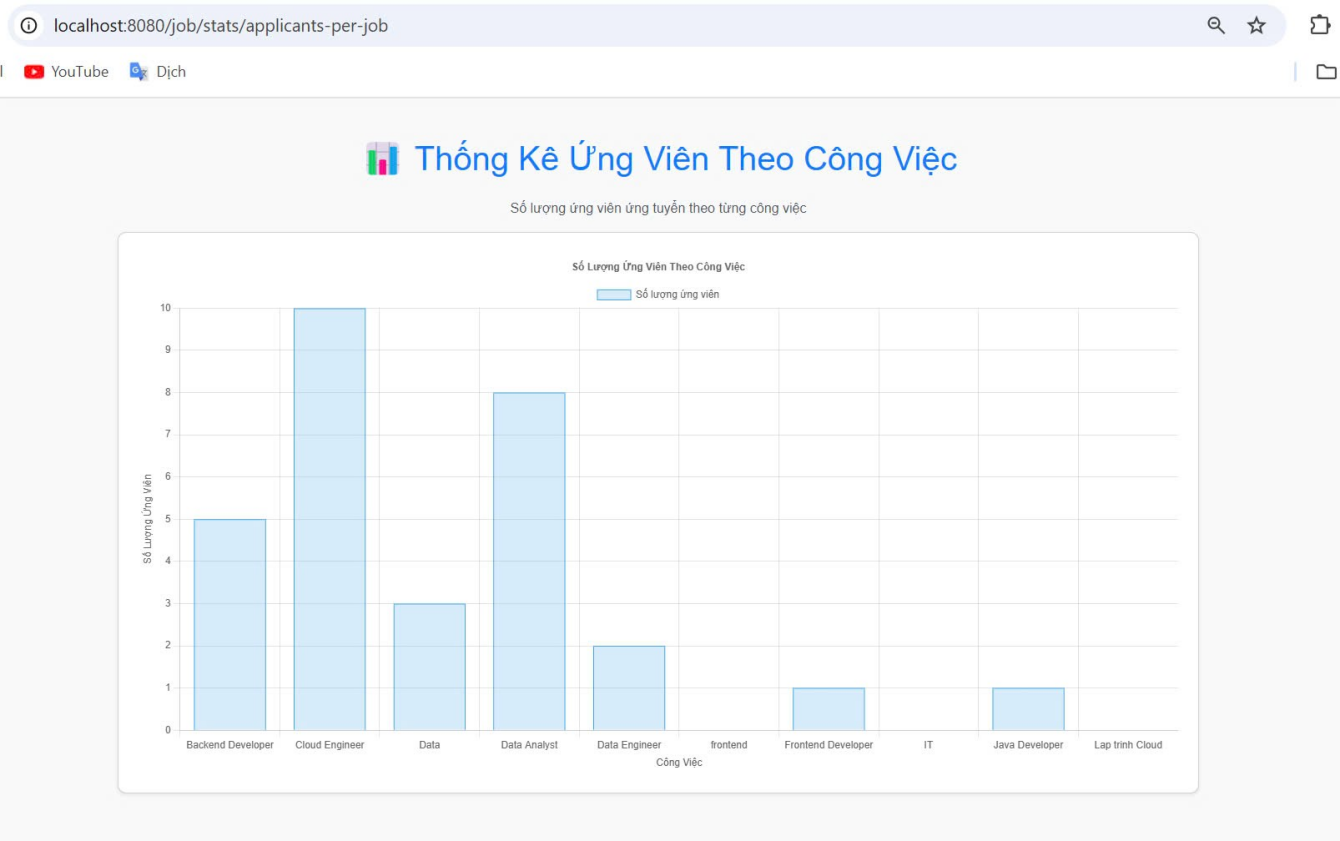 localhost:8080/job/stats/applicants-per-job
YouTube Dịch
Thống Kê Ứng Viên Theo Công Việc
Số lượng ứng viên ứng tuyển theo từng công việc
Số Lượng Ứng Viên Theo Công Việc
Số lượng ứng viên
10
9
8
7
6
5
4
3
2
1
0
Số Lượng Ứng Viên
Backend Developer Cloud Engineer Data Data Analyst Data Engineer frontend Frontend Developer IT Java Developer Lap trinh Cloud
Công Việc